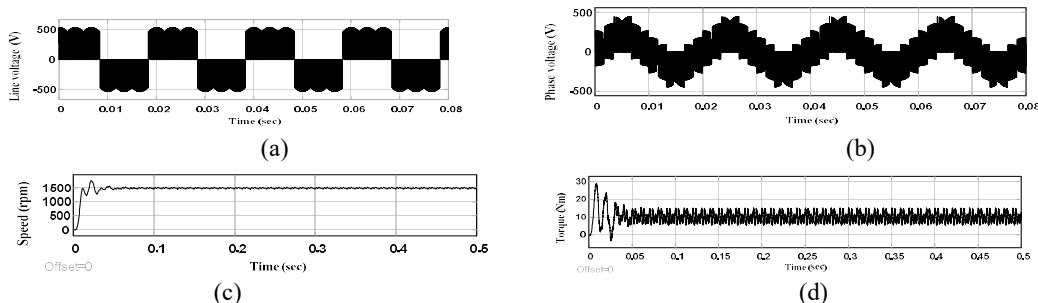 500
0
-500
Line voltage (V)
0 0.01 0.02 0.03 0.04 0.05 0.06 0.07 0.08
Time (sec)
(a)
500
0
-500
Phase voltage (V)
0 0.01 0.02 0.03 0.04 0.05 0.06 0.07 0.08
Time (sec)
(b)
1500
1000
500
0
Speed (rpm)
0 0.1 0.2 0.3 0.4 0.5
Offset=0
Time (sec)
(c)
30
20
10
0
Torque (Nm)
0 0.05 0.1 0.15 0.2 0.25 0.3 0.35 0.4 0.45 0.5
Offset=0
Time (sec)
(d)